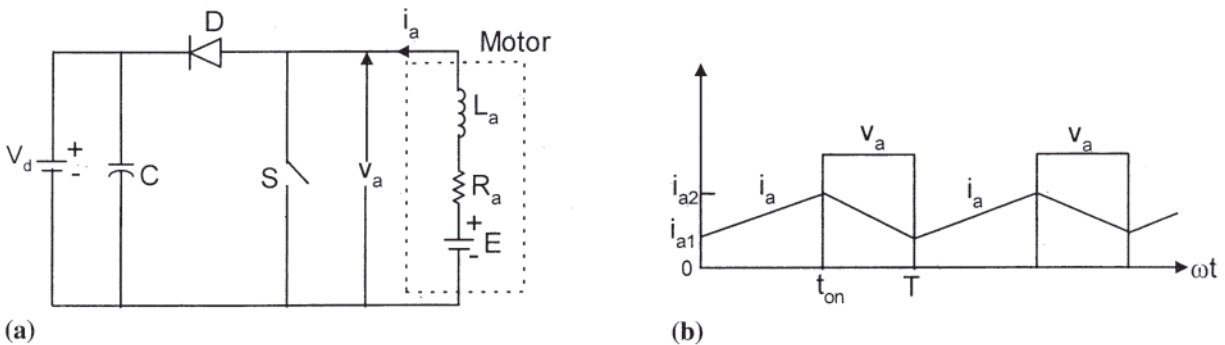 D
i_a
Motor
V_d
+
-
C
S
v_a
L_a
R_a
+
-
E
(a)
v_a
v_a
i_a2
i_a
i_a
i_a1
0
t_on
T
ωt
(b)